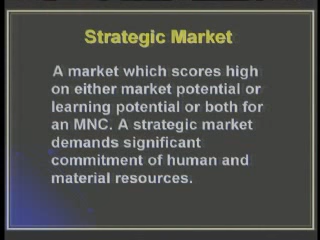 Strategic Market
A market which scores high
on either market potential or
learning potential or both for
an MNC. A strategic market
demands significant
commitment of human and
material resources.